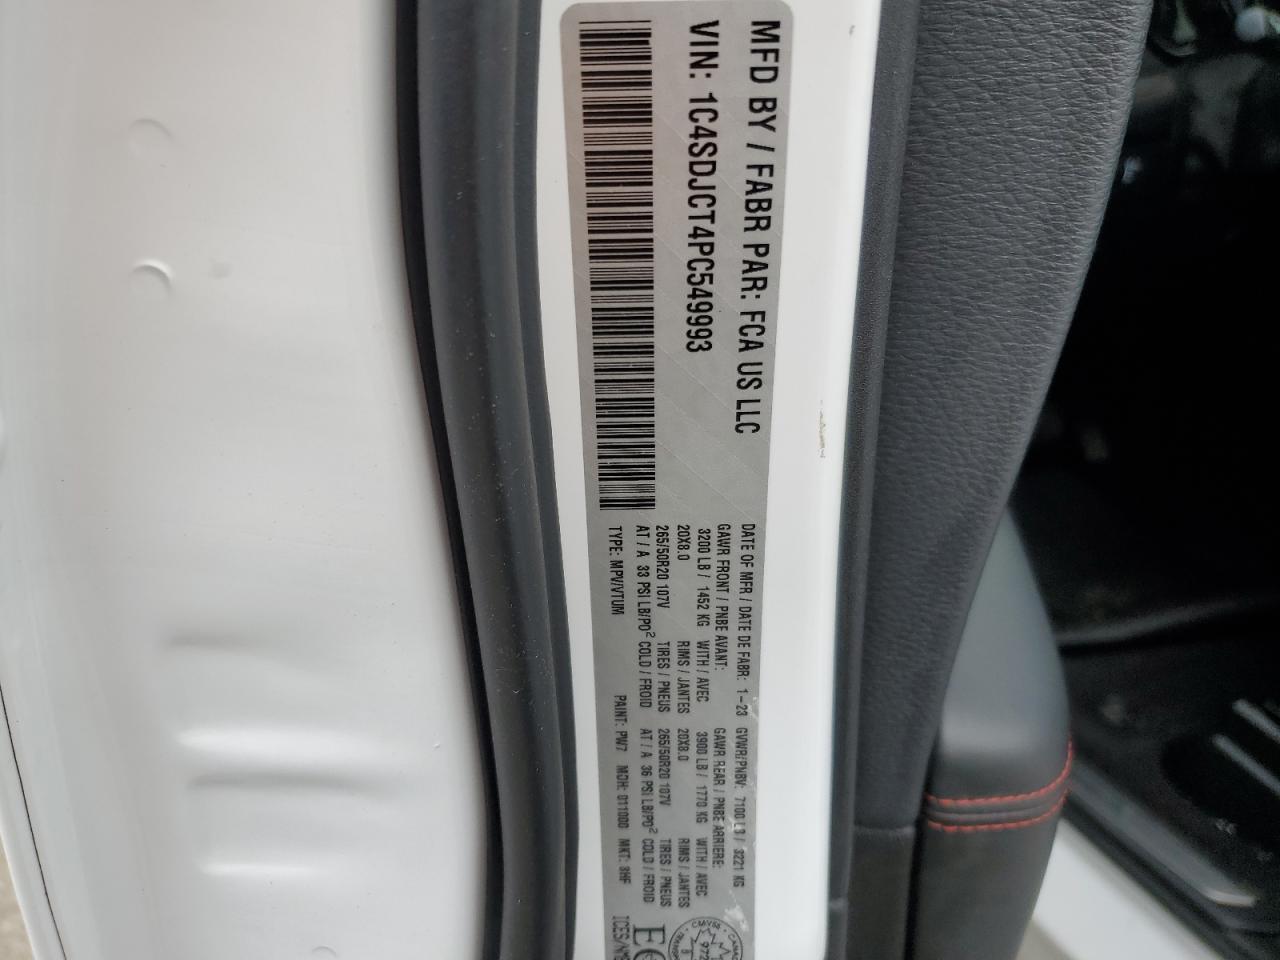 MFD BY / FABR PAR: FCA US LLC
VIN: 1C4SDJCT4PC549993
DATE OF MFR / DATE DE FABR: 1-23 GVWR/PNBV: 7100 LB / 3221 KG
GAWR FRONT / PNBE AVANT: GAWR REAR / PNBE ARRIERE:
3200 LB / 1452 KG WITH / AVEC 3900 LB / 1770 KG WITH / AVEC
20X8.0 RIMS / JANTES 20X8.0 RIMS / JANTES
265/50R20 107V TIRES / PNEUS 265/50R20 107V TIRES / PNEUS
AT / A 33 PSI LB/PO² COLD / FROID AT / A 36 PSI LB/PO² COLD / FROID
TYPE: MPV/VTUM PAINT: PW7 MDH: 011000 MKT: